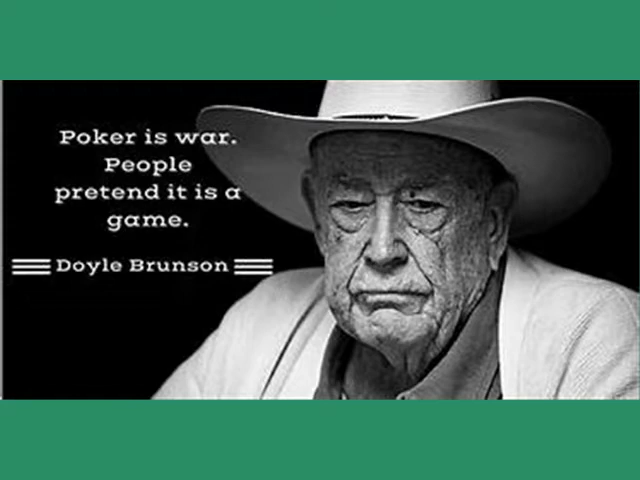 Poker is war.
People
pretend it is a
game.
Doyle Brunson